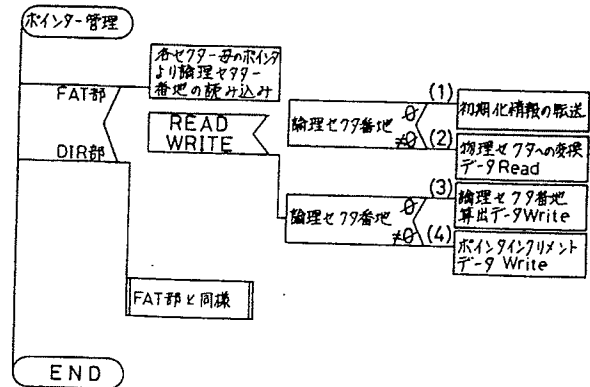 ポインター管理
各セクター毎のポインタ
より論理セクター
番地の読み込み
FAT部
READ
WRITE
DIR部
論理セクタ番地
0
≠0
(1)
初期化情報の転送
(2)
物理セクタへの変換
データRead
論理セクタ番地
0
≠0
(3)
論理セクタ番地
算出データWrite
(4)
ポインタインクリメント
データ Write
FAT部と同様
END